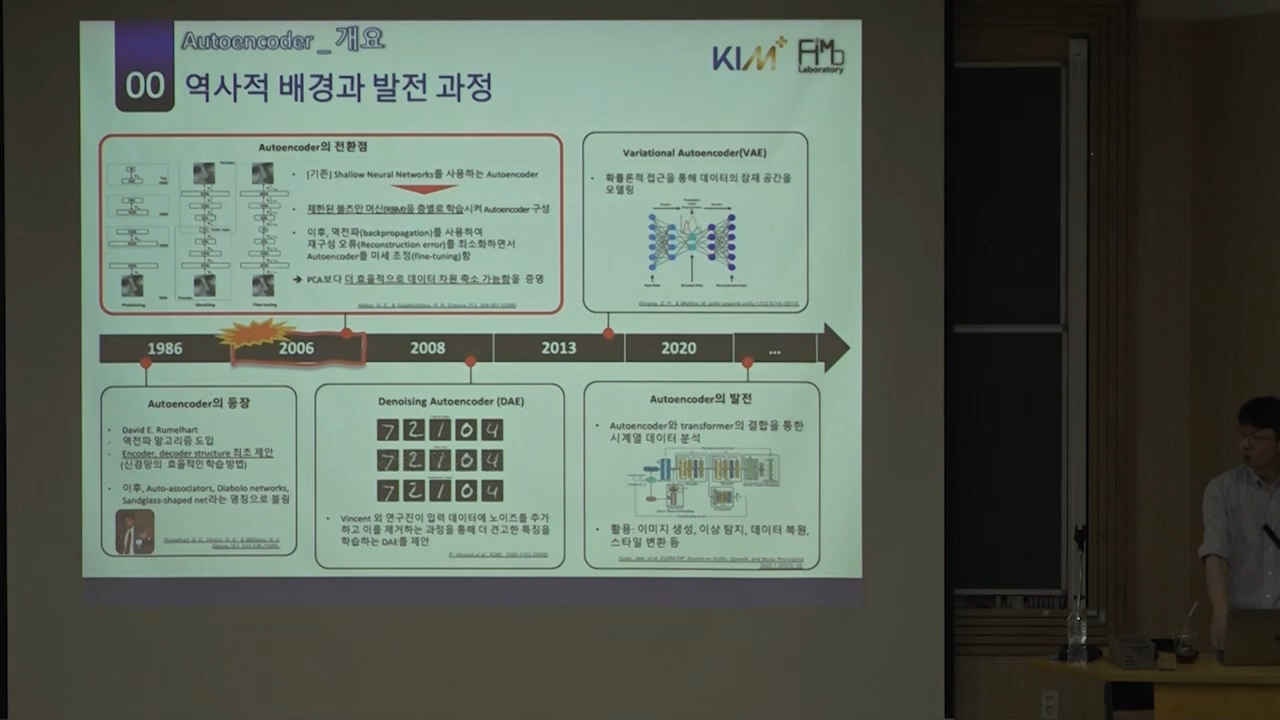 Autoencoder _ 개요
00 역사적 배경과 발전 과정
KIM+
FiMb
Laboratory
Autoencoder의 전환점
• [기존] Shallow Neural Networks를 사용하는 Autoencoder
• 제한된 볼츠만 머신(RBM)을 층별로 학습시켜 Autoencoder 구성
• 이후, 역전파(backpropagation)를 사용하여
재구성 오류(Reconstruction error)를 최소화하면서
Autoencoder를 미세 조정(fine-tuning)함
➔ PCA보다 더 효율적으로 데이터 차원 축소 가능함을 증명
Variational Autoencoder(VAE)
• 확률론적 접근을 통해 데이터의 잠재 공간을
모델링
1986
2006
2008
2013
2020
...
Autoencoder의 등장
• David E. Rumelhart
- 역전파 알고리즘 도입
- Encoder, decoder structure 최초 제안
(신경망의 효율적인 학습방법)
• 이후, Auto-associators, Diabolo networks,
Sandglass-shaped net라는 명칭으로 불림
Denoising Autoencoder (DAE)
7 2 1 0 4
7 2 1 0 4
7 2 1 0 4
• Vincent 외 연구진이 입력 데이터에 노이즈를 추가
하고 이를 제거하는 과정을 통해 더 견고한 특징을
학습하는 DAE를 제안
Autoencoder의 발전
• Autoencoder와 transformer의 결합을 통한
시계열 데이터 분석
• 활용: 이미지 생성, 이상 탐지, 데이터 복원,
스타일 변환 등